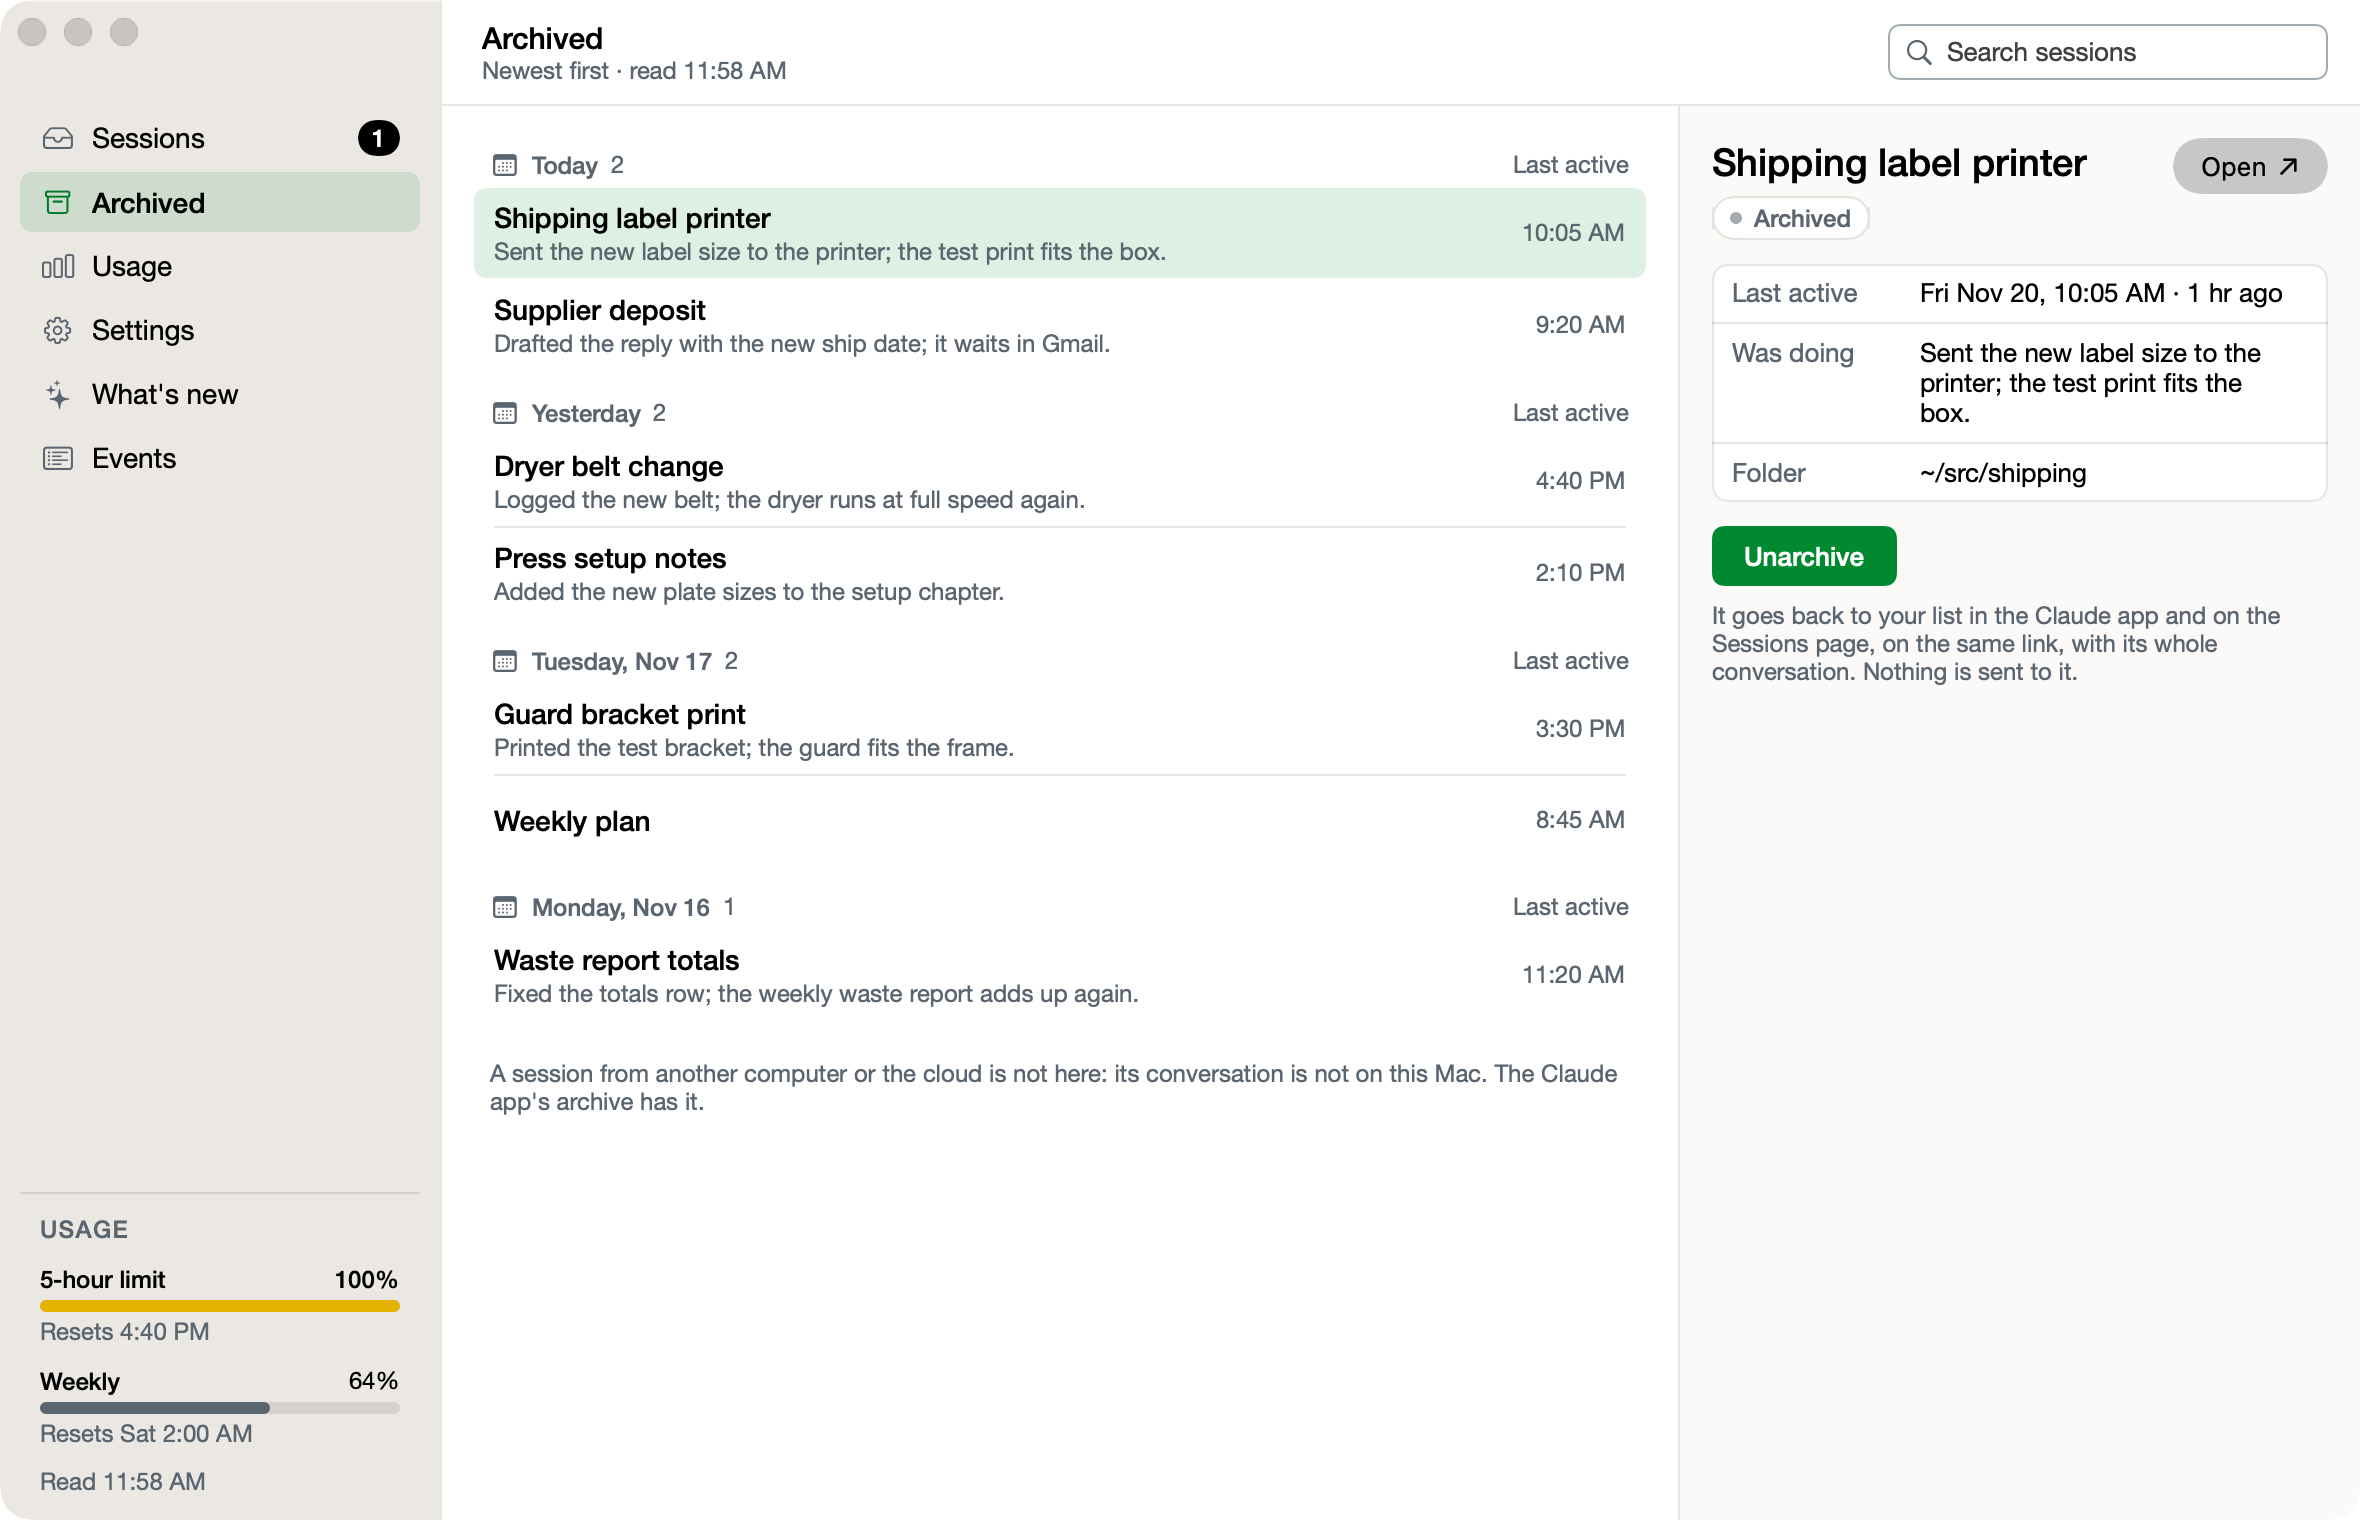 Sessions 1
Archived
Usage
Settings
What's new
Events
USAGE
5-hour limit 100%
Resets 4:40 PM
Weekly 64%
Resets Sat 2:00 AM
Read 11:58 AM
Archived
Newest first · read 11:58 AM
Search sessions
Today 2 Last active
Shipping label printer
Sent the new label size to the printer; the test print fits the box.
10:05 AM
Supplier deposit
Drafted the reply with the new ship date; it waits in Gmail.
9:20 AM
Yesterday 2 Last active
Dryer belt change
Logged the new belt; the dryer runs at full speed again.
4:40 PM
Press setup notes
Added the new plate sizes to the setup chapter.
2:10 PM
Tuesday, Nov 17 2 Last active
Guard bracket print
Printed the test bracket; the guard fits the frame.
3:30 PM
Weekly plan 8:45 AM
Monday, Nov 16 1 Last active
Waste report totals
Fixed the totals row; the weekly waste report adds up again.
11:20 AM
A session from another computer or the cloud is not here: its conversation is not on this Mac. The Claude
app's archive has it.
Shipping label printer
Open
Archived
Last active Fri Nov 20, 10:05 AM · 1 hr ago
Was doing Sent the new label size to the
printer; the test print fits the
box.
Folder ~/src/shipping
Unarchive
It goes back to your list in the Claude app and on the
Sessions page, on the same link, with its whole
conversation. Nothing is sent to it.